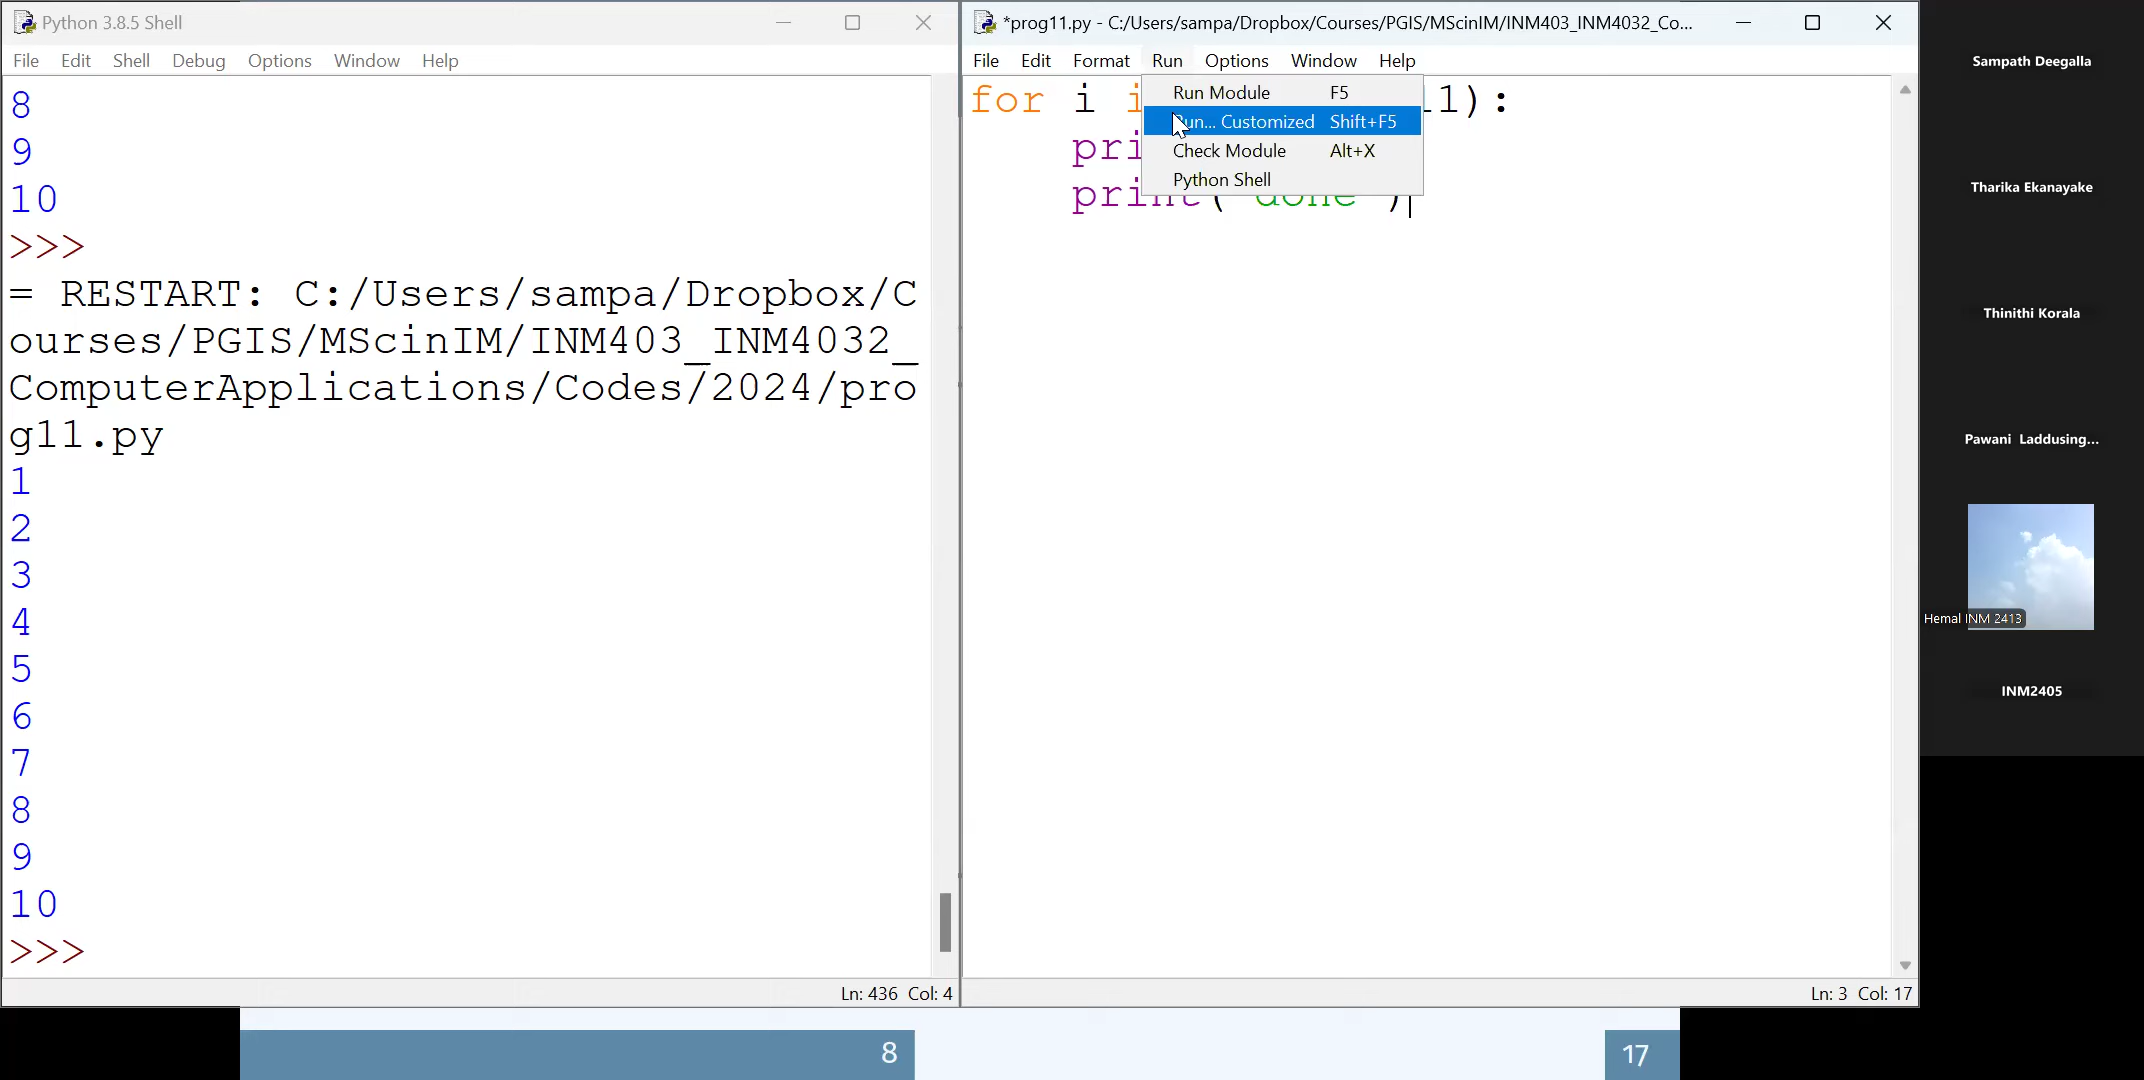 Python 3.8.5 Shell
File Edit Shell Debug Options Window Help
8
9
10
>>>
= RESTART: C:/Users/sampa/Dropbox/C
ourses/PGIS/MScinIM/INM403_INM4032_
ComputerApplications/Codes/2024/pro
g11.py
1
2
3
4
5
6
7
8
9
10
>>>
Ln: 436 Col: 4
*prog11.py - C:/Users/sampa/Dropbox/Courses/PGIS/MScinIM/INM403_INM4032_Co...
File Edit Format Run Options Window Help
for i i 11):
pri
print("done")
Run Module F5
Run... Customized Shift+F5
Check Module Alt+X
Python Shell
Ln: 3 Col: 17
Sampath Deegalla
Tharika Ekanayake
Thinithi Korala
Pawani Laddusing...
Hemal INM 2413
INM2405
8
17